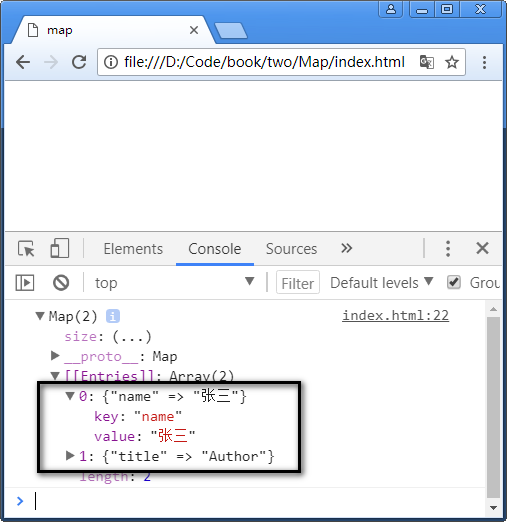 map
file:///D:/Code/book/two/Map/index.html
Elements Console Sources
top Filter Default levels Grou
Map(2) i index.html:22
size: (...)
__proto__: Map
[[Entries]]: Array(2)
0: {"name" => "张三"}
key: "name"
value: "张三"
1: {"title" => "Author"}
length: 2